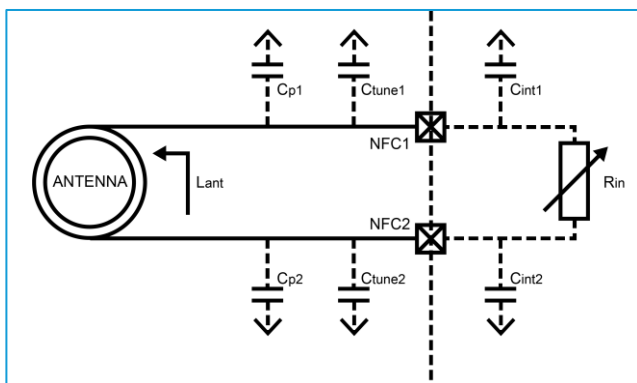 Cp1
Ctune1
Cint1
NFC1
ANTENNA
Lant
Rin
NFC2
Cp2
Ctune2
Cint2